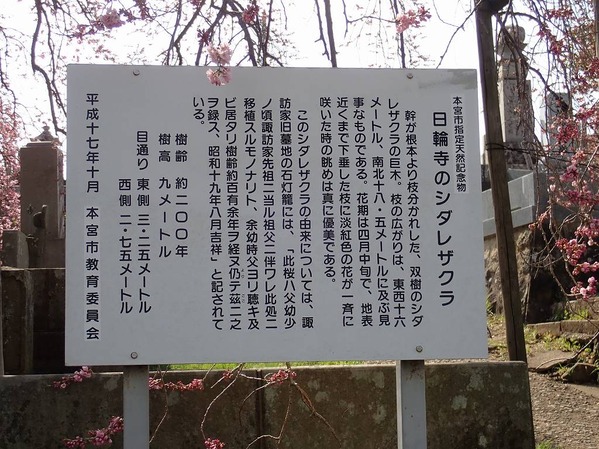 本宮市指定天然記念物
日輪寺のシダレザクラ
幹が根本より枝分かれした、双樹のシダ
レザクラの巨木。枝の広がりは、東西十六
メートル、南北十八・五メートルに及ぶ見
事なものである。花期は四月中旬で、地表
近くまで下垂した枝に淡紅色の花が一斉に
咲いた時の眺めは真に優美である。
このシダレザクラの由来については、諏
訪家旧墓地の石灯籠には、「此桜ハ父幼少
ノ頃諏訪家先祖ニ当ル祖父ニ伴ワレ此処ニ
移植スルモノナリト、余幼時父ヨリ聴キ及
ビ居タリ樹齢約百有余年ヲ経ヌ仍テ茲ニ之
ヲ録ス、昭和十九年八月吉祥」と記されて
いる。
樹齢 約二〇〇年
樹高 九メートル
目通り 東側 三・二五メートル
西側 二・七五メートル
平成十七年十月 本宮市教育委員会